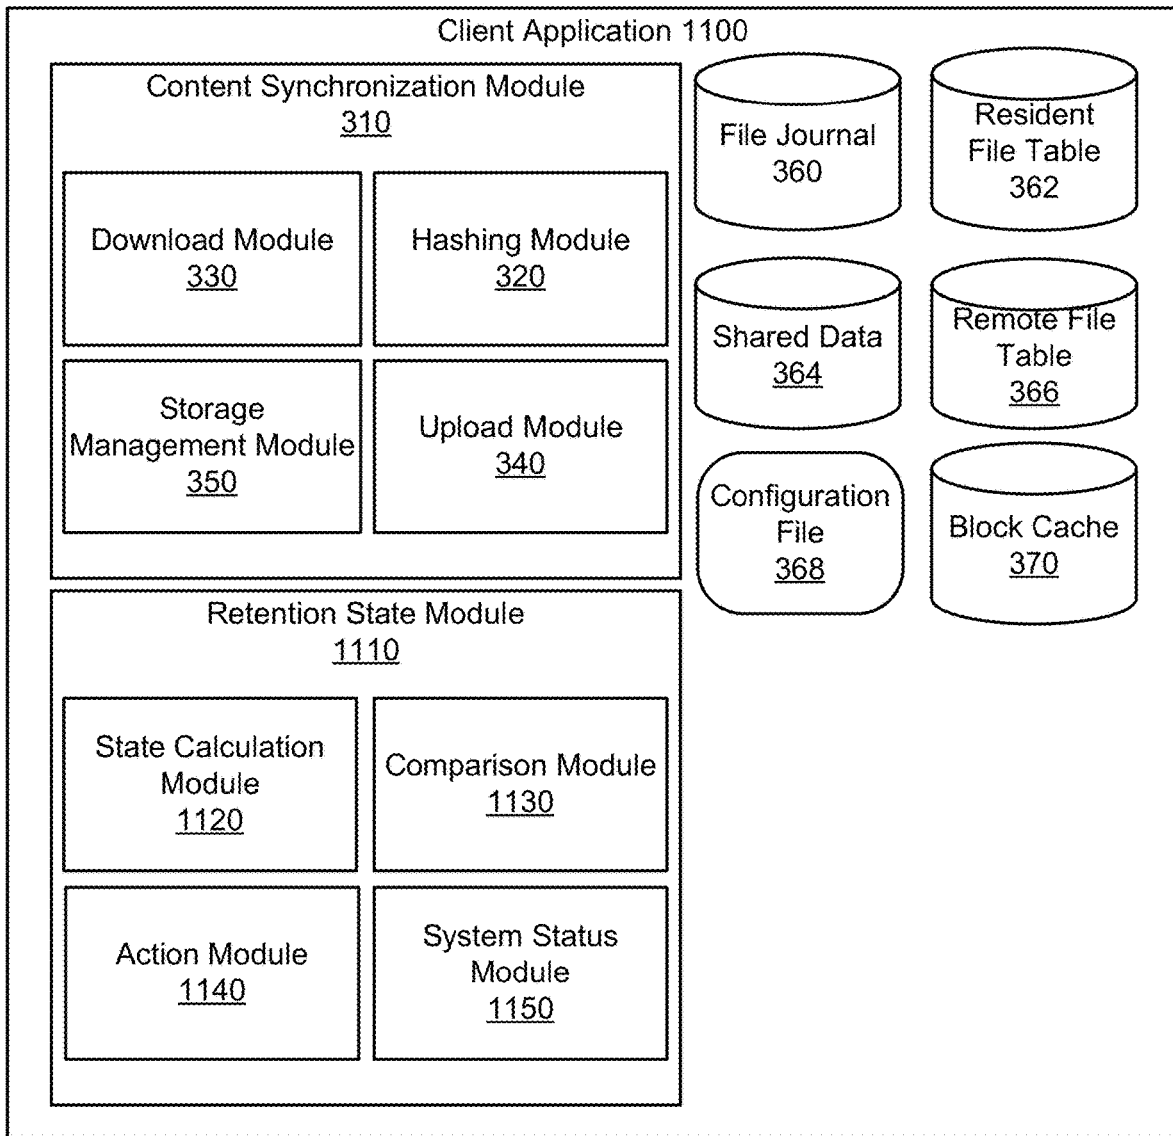 Client Application 1100
Content Synchronization Module
310
Download Module
330
Hashing Module
320
Storage
Management Module
350
Upload Module
340
File Journal
360
Resident
File Table
362
Shared Data
364
Remote File
Table
366
Configuration
File
368
Block Cache
370
Retention State Module
1110
State Calculation
Module
1120
Comparison Module
1130
Action Module
1140
System Status
Module
1150